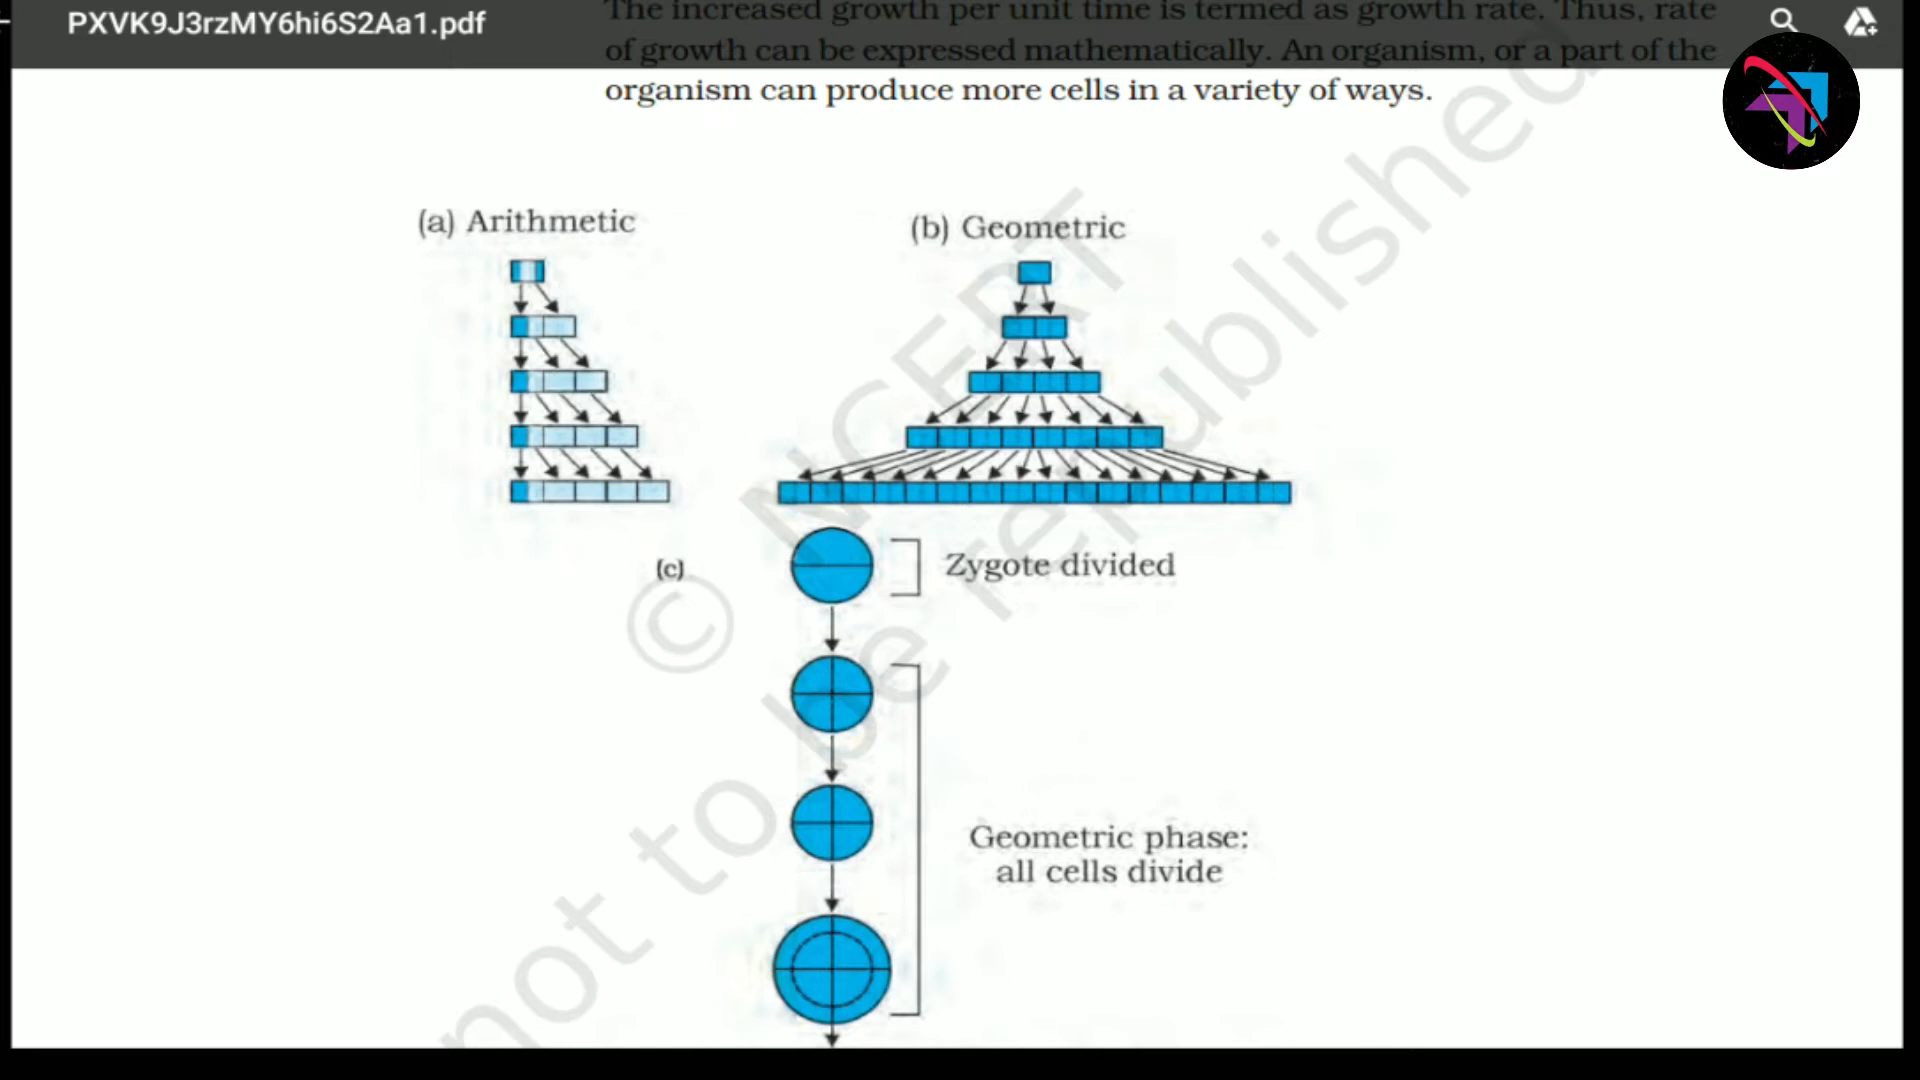 PXVK9J3rzMY6hi6S2Aa1.pdf
The increased growth per unit time is termed as growth rate. Thus, rate
of growth can be expressed mathematically. An organism, or a part of the
organism can produce more cells in a variety of ways.
(a) Arithmetic
(b) Geometric
(c)
Zygote divided
Geometric phase:
all cells divide
© NCERT
not to be republished